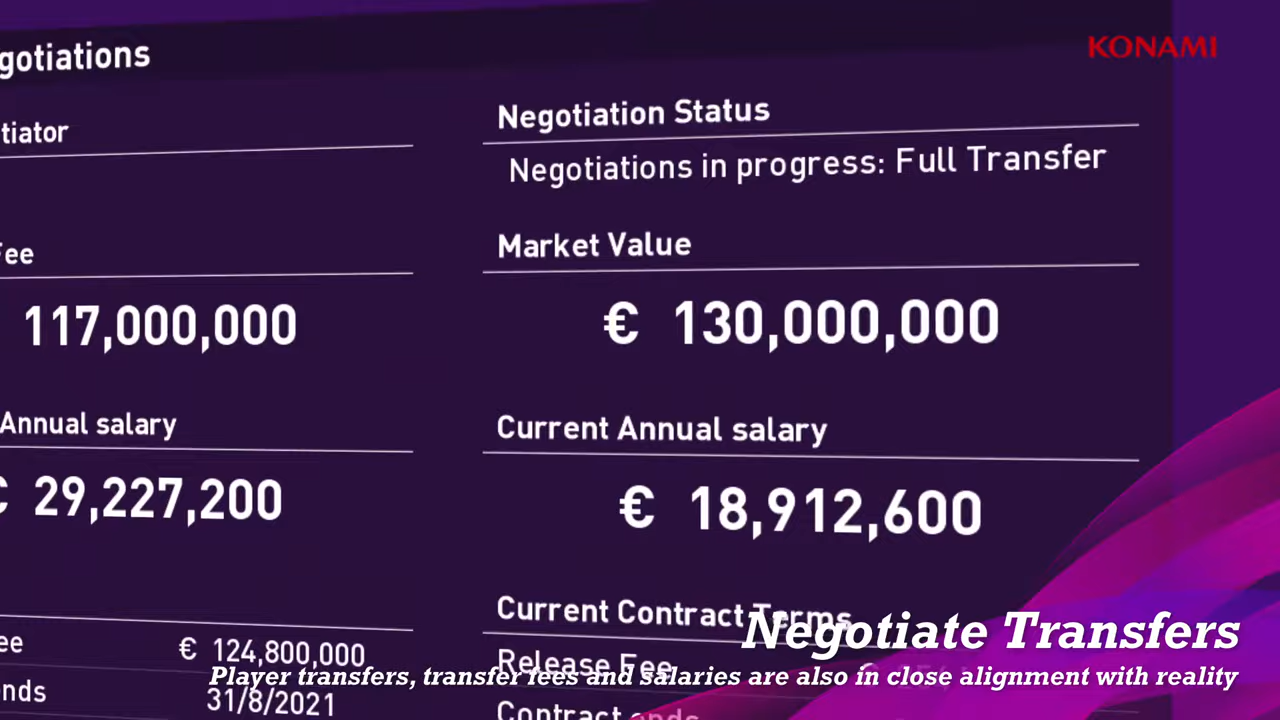 KONAMI
gotiations
tiator
Fee
117,000,000
Annual salary
€ 29,227,200
ee € 124,800,000
nds 31/8/2021
Negotiation Status
Negotiations in progress: Full Transfer
Market Value
€ 130,000,000
Current Annual salary
€ 18,912,600
Current Contract Terms
Release Fee
Contract ends
Negotiate Transfers
Player transfers, transfer fees and salaries are also in close alignment with reality